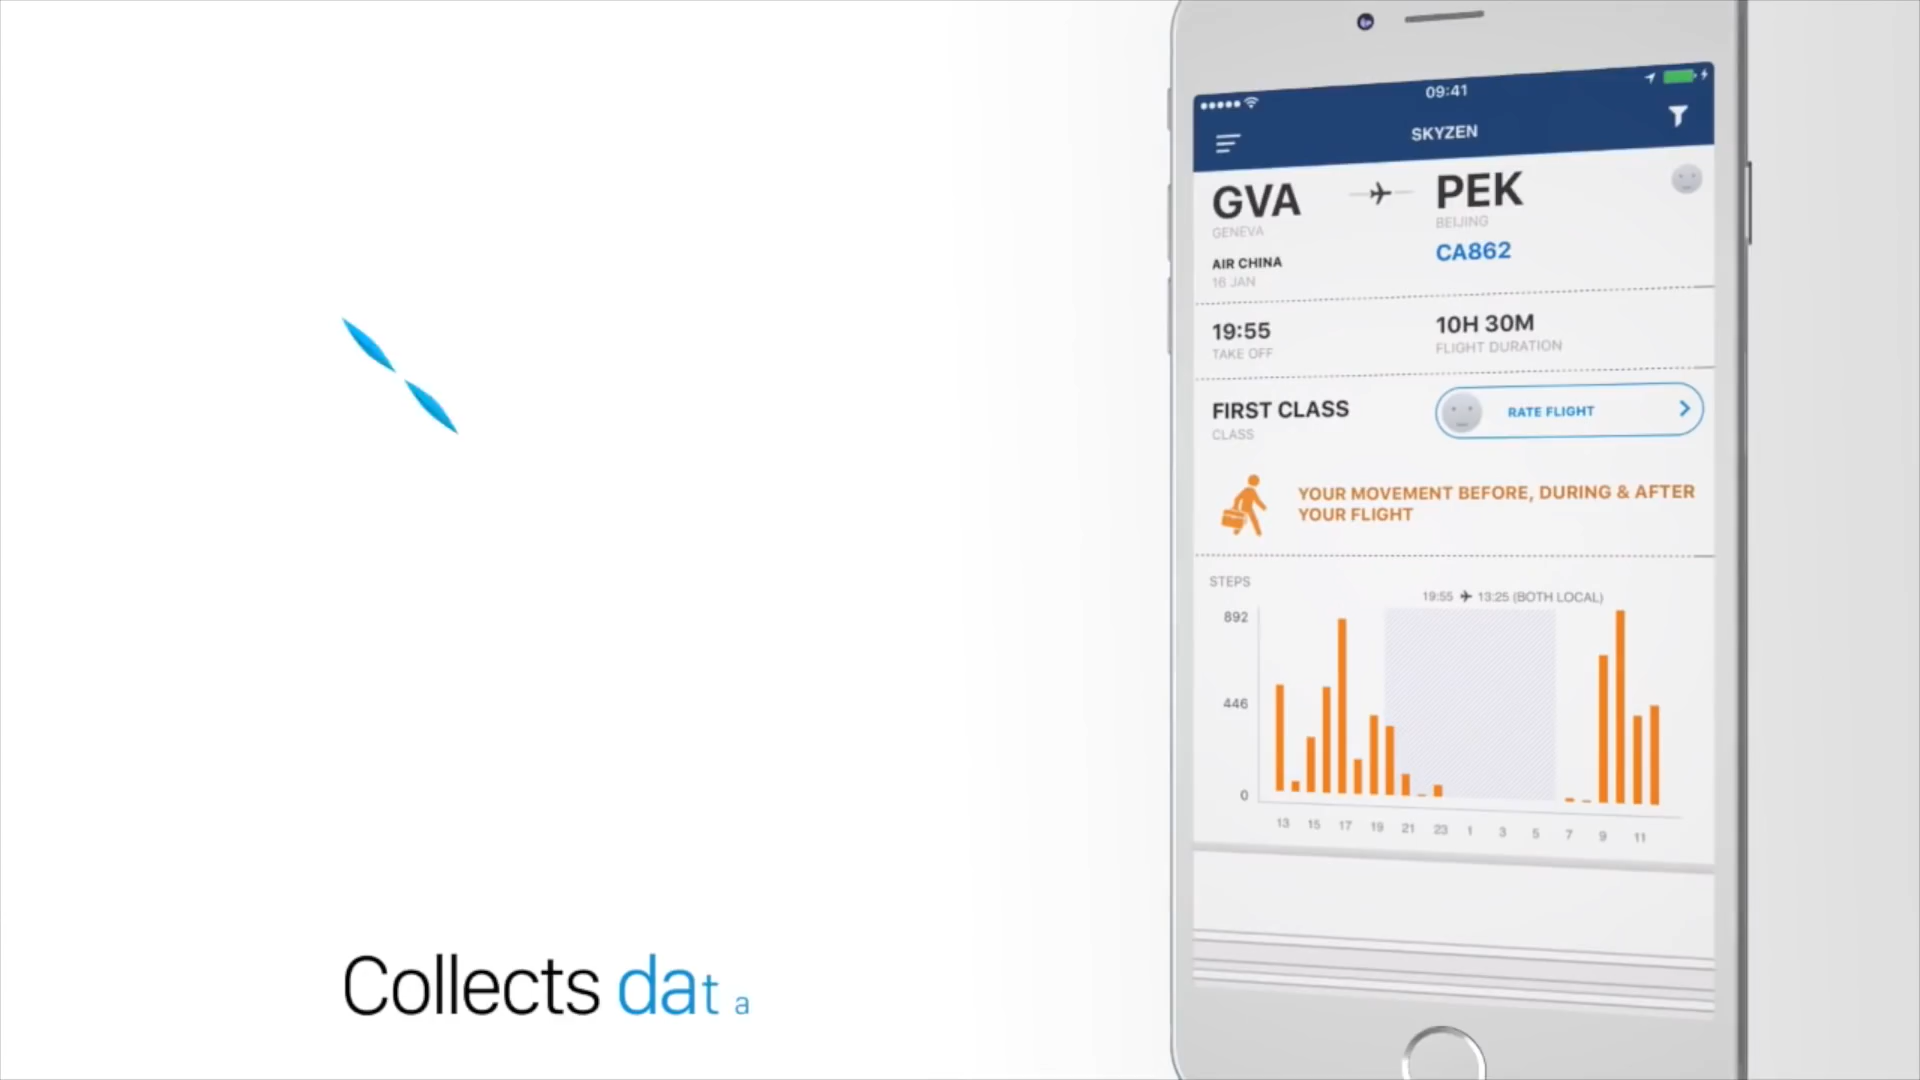 09:41
SKYZEN
GVA PEK
GENEVA BEIJING
CA862
AIR CHINA
16 JAN
19:55 10H 30M
TAKE OFF FLIGHT DURATION
FIRST CLASS RATE FLIGHT
CLASS
YOUR MOVEMENT BEFORE, DURING & AFTER
YOUR FLIGHT
STEPS
19:55 13:25 (BOTH LOCAL)
892
446
0
13 15 17 19 21 23 1 3 5 7 9 11
Collects data